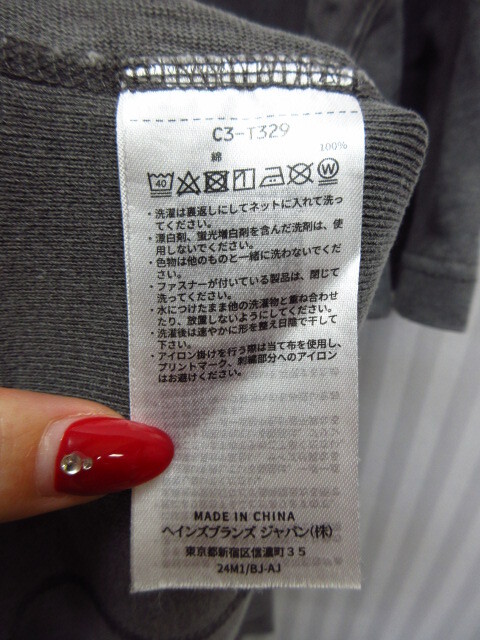 C3-T329
綿 100%
40 W
・洗濯は裏返しにしてネットに入れて洗っ
てください。
・漂白剤、蛍光増白剤を含んだ洗剤は、使
用しないでください。
・色物は他のものと一緒に洗わないでくだ
さい。
・ファスナーが付いている製品は、閉じて
洗ってください。
・水につけたまま他の洗濯物と重ね合わせ
たり、放置しないようにしてください。
・洗濯後は速やかに形を整え日陰で干して
下さい。
・アイロン掛けを行う際は当て布を使用し、
プリントマーク、刺繍部分へのアイロン
はお避けください。
MADE IN CHINA
ヘインズブランズ ジャパン(株)
東京都新宿区信濃町35
24M1/BJ-AJ